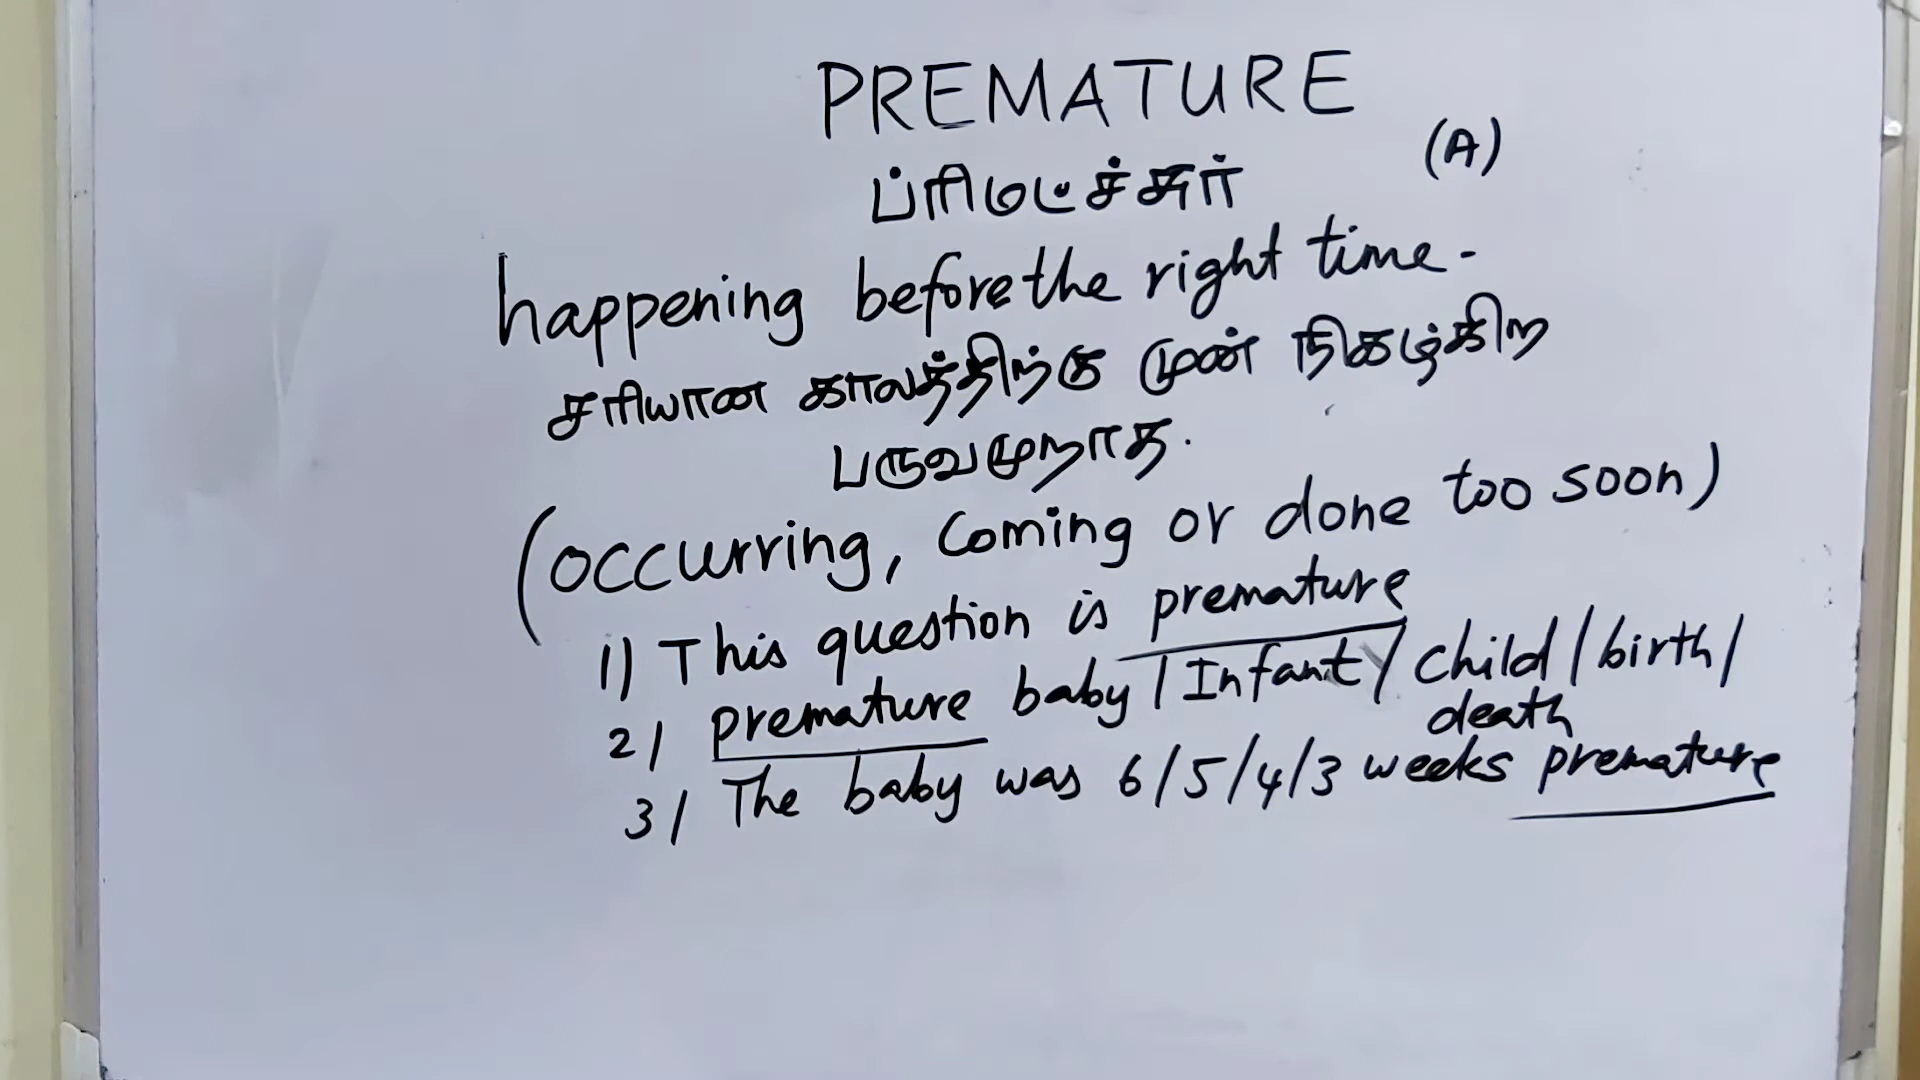 PREMATURE
(A)
ப்ரிமெட்ச்சுர்
happening before the right time -
சரியான காலத்திற்கு முன் நிகழ்கிற
பருவமுறாத.
(occurring, coming or done too soon)
1) This question is premature
2) premature baby / Infant / child / birth /
death
3) The baby was 6/5/4/3 weeks premature